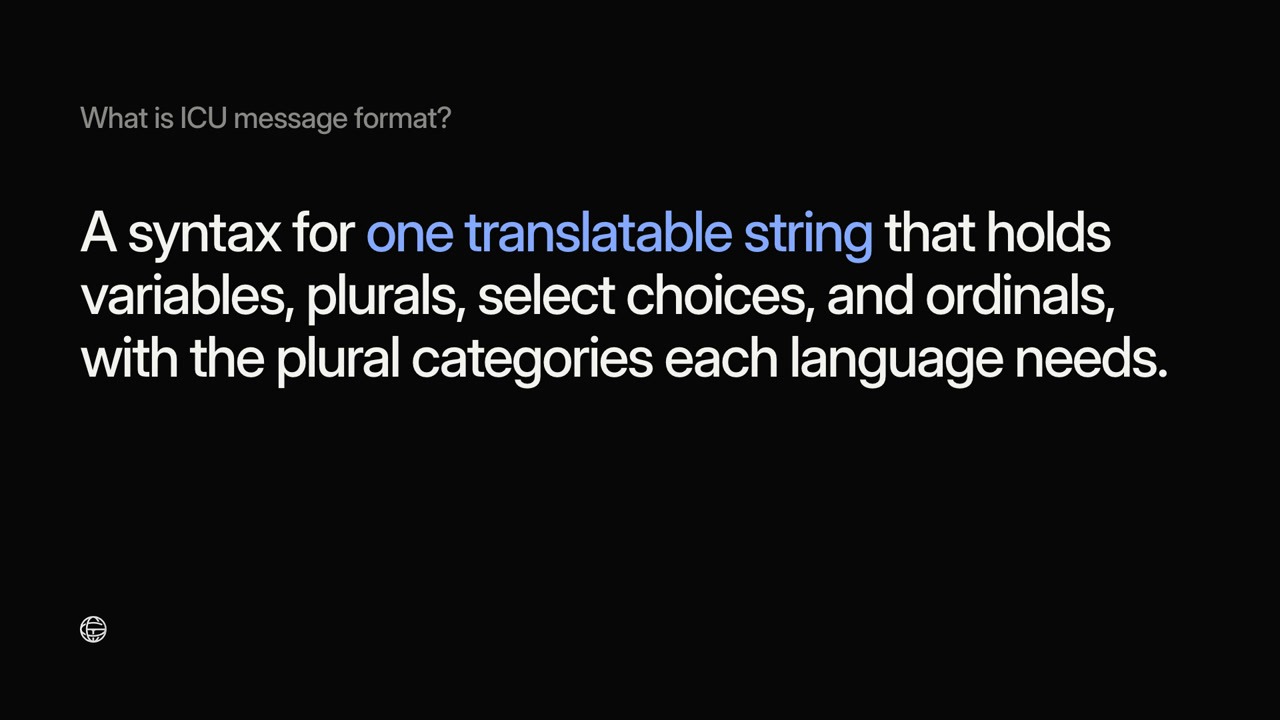 What is ICU message format?
A syntax for one translatable string that holds
variables, plurals, select choices, and ordinals,
with the plural categories each language needs.